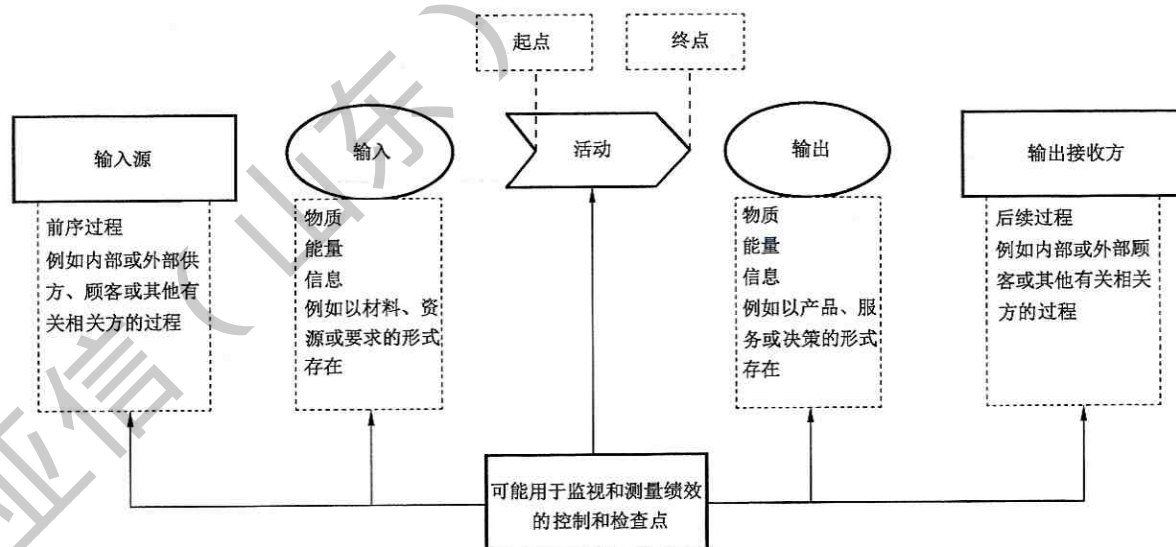 起点
终点
输入源
输入
活动
输出
输出接收方
前序过程
例如内部或外部供
方、顾客或其他有
关相关方的过程
物质
能量
信息
例如以材料、资
源或要求的形式
存在
物质
能量
信息
例如以产品、服
务或决策的形式
存在
后续过程
例如内部或外部顾
客或其他有关相关
方的过程
可能用于监视和测量绩效
的控制和检查点
亚信（山东）